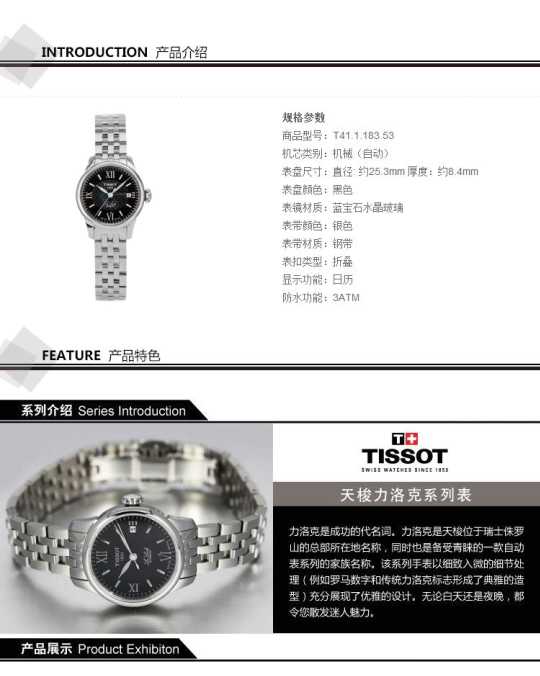 INTRODUCTION 产品介绍
规格参数
商品型号：T41.1.183.53
机芯类别：机械（自动）
表盘尺寸：直径: 约25.3mm 厚度：约8.4mm
表盘颜色：黑色
表镜材质：蓝宝石水晶玻璃
表带颜色：银色
表带材质：钢带
表扣类型：折叠
显示功能：日历
防水功能：3ATM
FEATURE 产品特色
系列介绍 Series Introduction
TISSOT
SWISS WATCHES SINCE 1853
天梭力洛克系列表
力洛克是成功的代名词。力洛克是天梭位于瑞士侏罗
山的总部所在地名称，同时也是备受青睐的一款自动
表系列的家族名称。该系列手表以细致入微的细节处
理（例如罗马数字和传统力洛克标志形成了典雅的造
型）充分展现了优雅的设计。无论白天还是夜晚，都
令您散发迷人魅力。
TISSOT
产品展示 Product Exhibiton